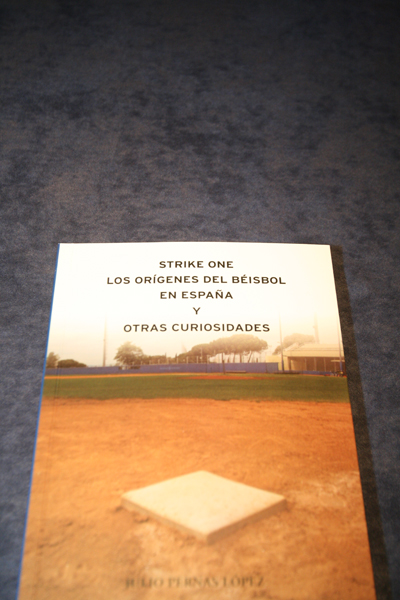 STRIKE ONE
LOS ORÍGENES DEL BÉISBOL
EN ESPAÑA
Y
OTRAS CURIOSIDADES
JULIO PERNAS LÓPEZ